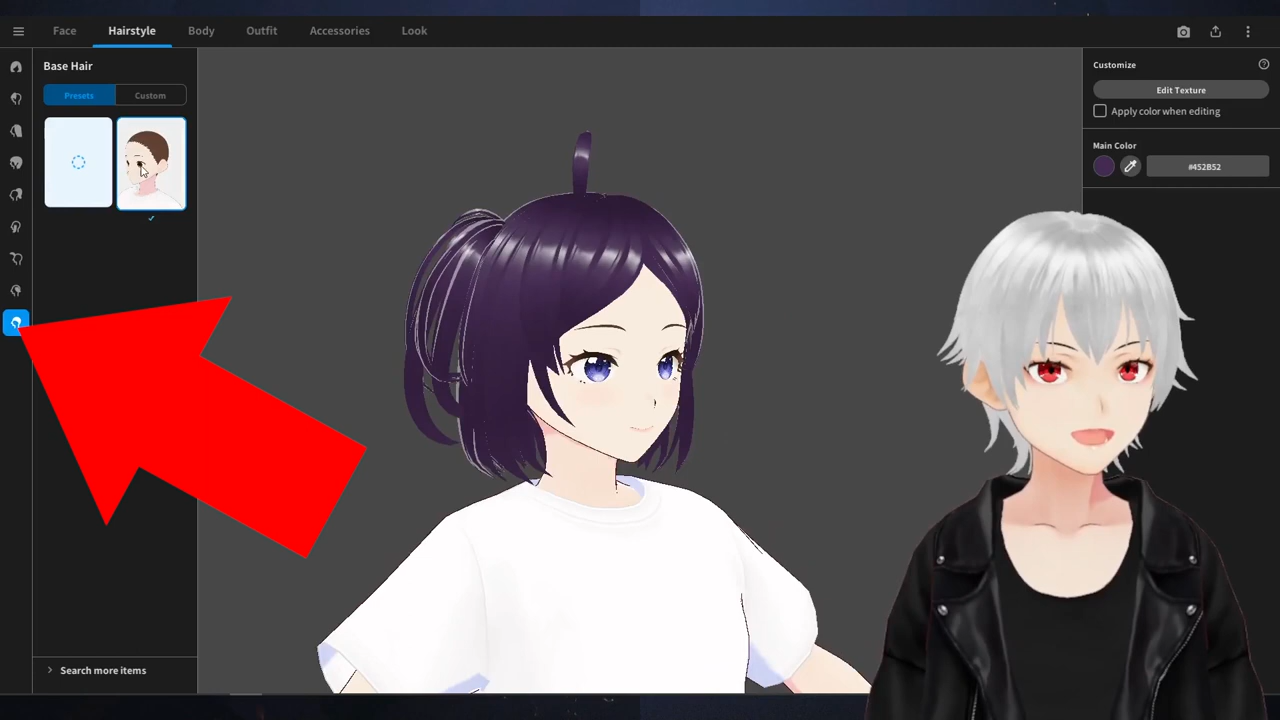 Face Hairstyle Body Outfit Accessories Look
Base Hair
Presets Custom
Search more items
Customize
Edit Texture
Apply color when editing
Main Color
#452B52